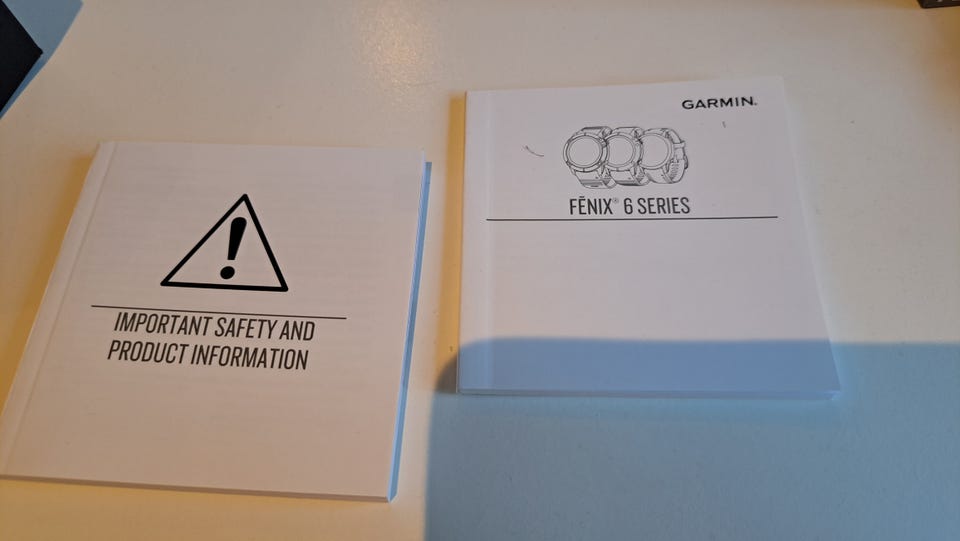 IMPORTANT SAFETY AND
PRODUCT INFORMATION
GARMIN.
FĒNIX® 6 SERIES